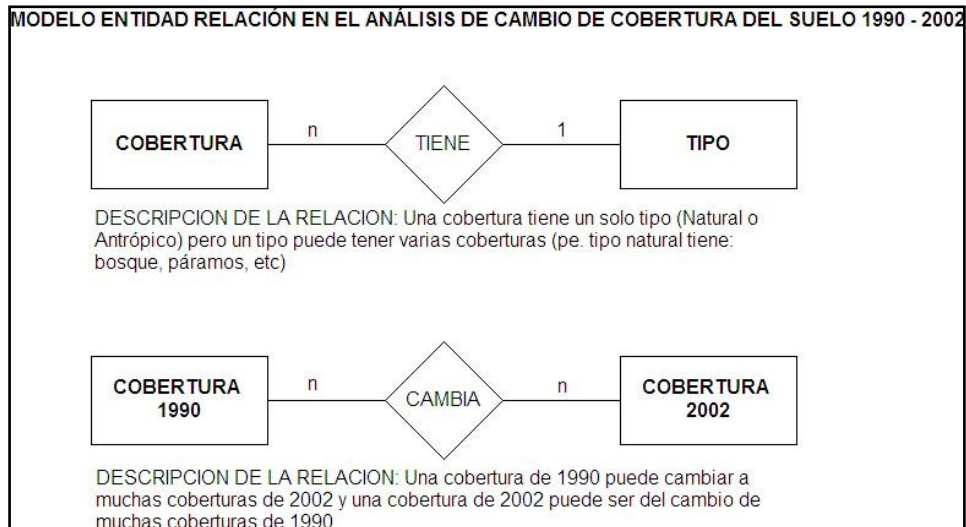 MODELO ENTIDAD RELACIÓN EN EL ANÁLISIS DE CAMBIO DE COBERTURA DEL SUELO 1990 - 2002
COBERTURA
n
TIENE
1
TIPO
DESCRIPCION DE LA RELACION: Una cobertura tiene un solo tipo (Natural o
Antrópico) pero un tipo puede tener varias coberturas (pe. tipo natural tiene:
bosque, páramos, etc)
COBERTURA
1990
n
CAMBIA
n
COBERTURA
2002
DESCRIPCION DE LA RELACION: Una cobertura de 1990 puede cambiar a
muchas coberturas de 2002 y una cobertura de 2002 puede ser del cambio de
muchas coberturas de 1990